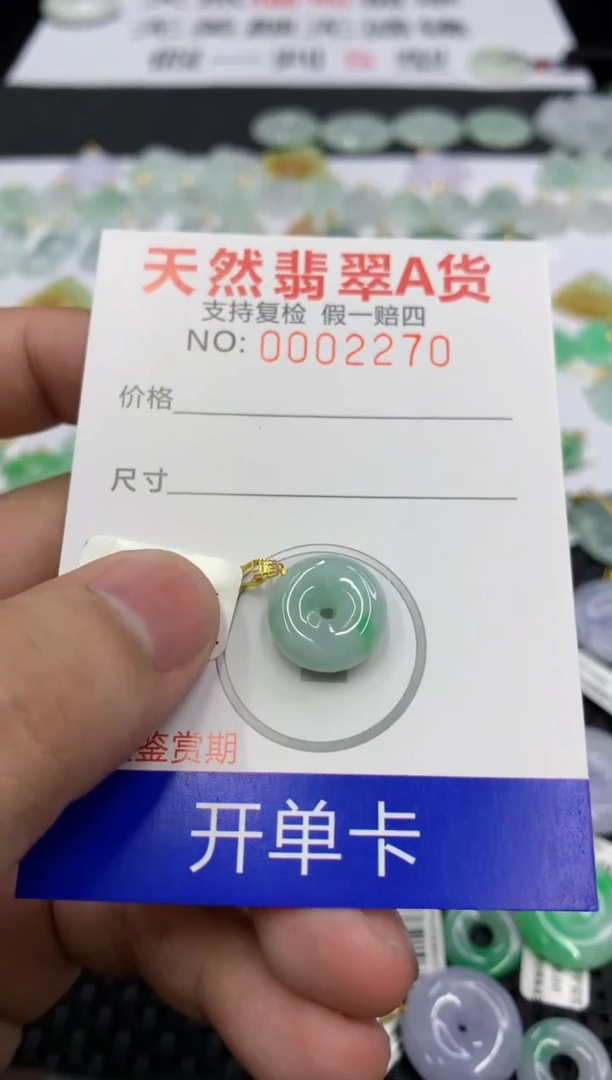 天然翡翠A货
支持复检 假一赔四
NO: 0002270
价格
尺寸
鉴赏期
开单卡